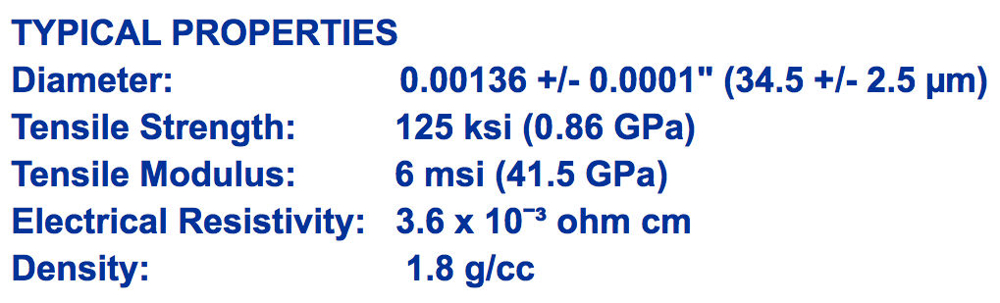 TYPICAL PROPERTIES
Diameter: 0.00136 +/- 0.0001" (34.5 +/- 2.5 µm)
Tensile Strength: 125 ksi (0.86 GPa)
Tensile Modulus: 6 msi (41.5 GPa)
Electrical Resistivity: 3.6 x 10⁻³ ohm cm
Density: 1.8 g/cc